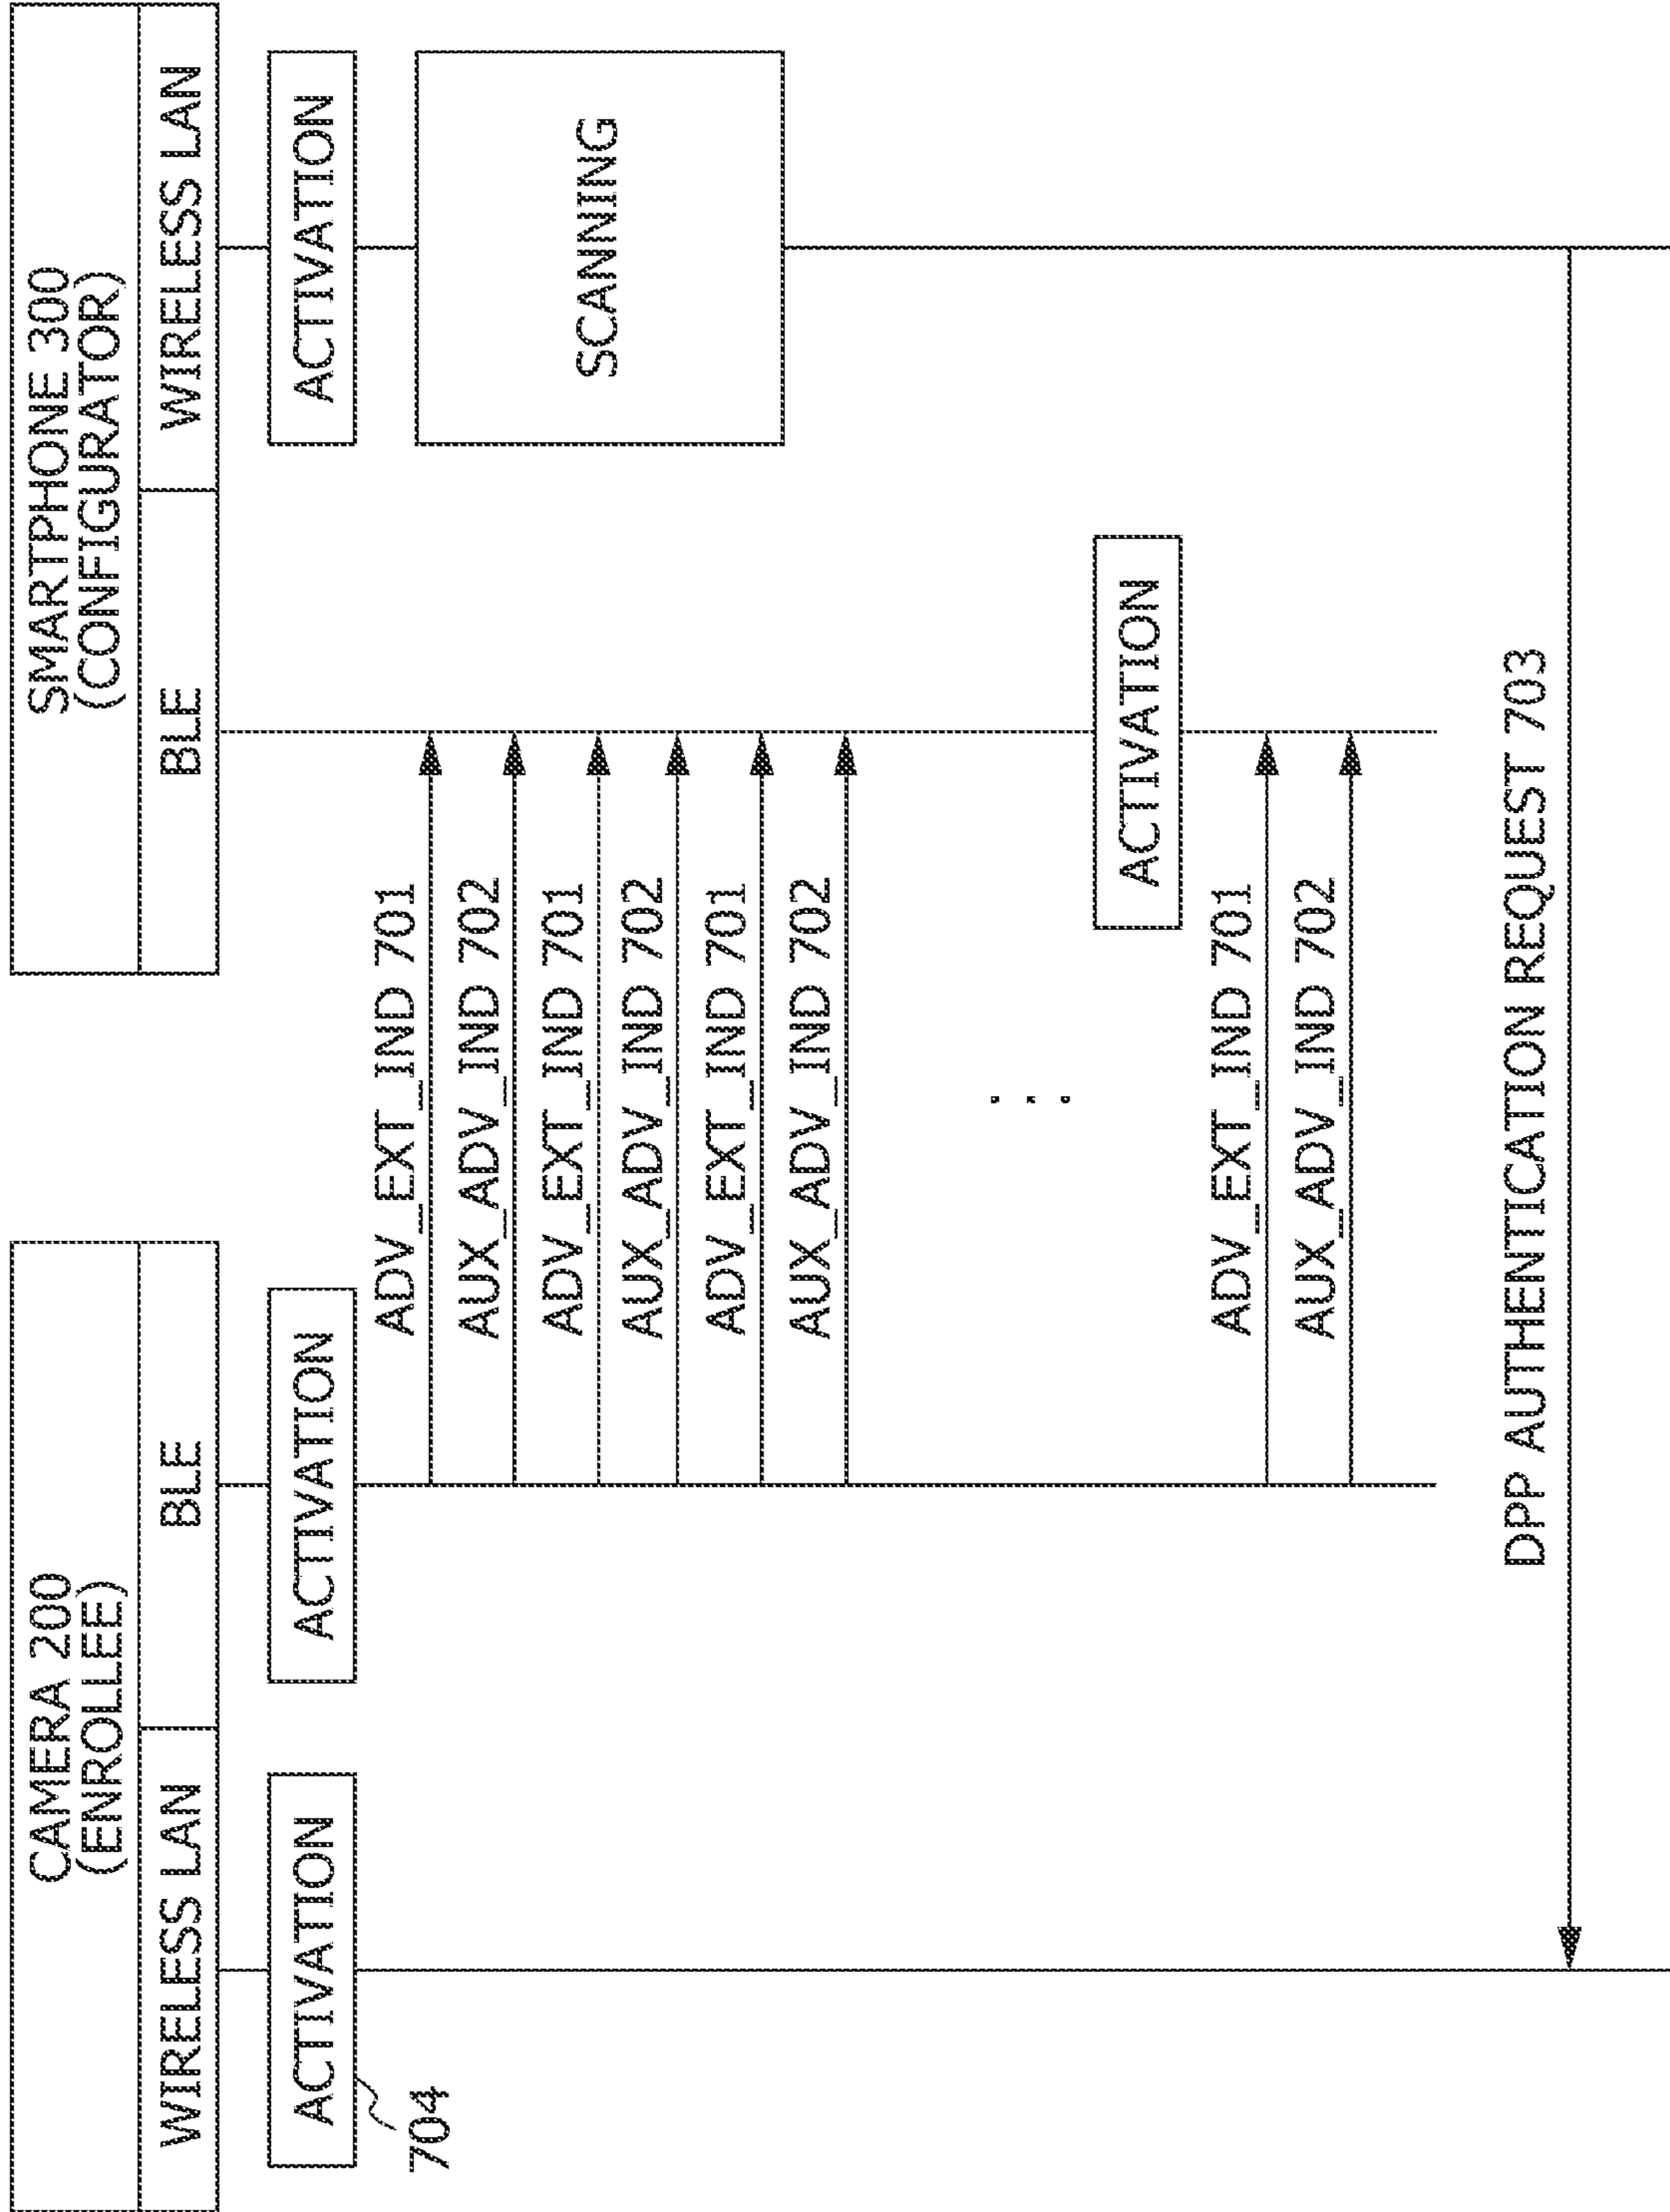 CAMERA 200
(ENROLLEE)
SMARTPHONE 300
(CONFIGURATOR)
WIRELESS LAN
BLE
BLE
WIRELESS LAN
ACTIVATION
ACTIVATION
ACTIVATION
704
ADV_EXT_IND 701
AUX_ADV_IND 702
ADV_EXT_IND 701
AUX_ADV_IND 702
ADV_EXT_IND 701
AUX_ADV_IND 702
SCANNING
. . .
ACTIVATION
ADV_EXT_IND 701
AUX_ADV_IND 702
DPP AUTHENTICATION REQUEST 703